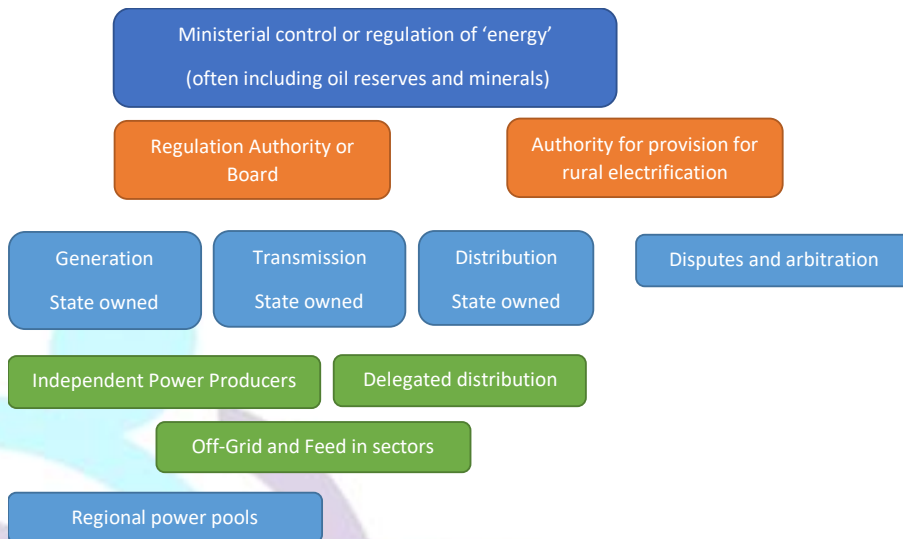 Ministerial control or regulation of ‘energy’
(often including oil reserves and minerals)
Regulation Authority or
Board
Authority for provision for
rural electrification
Generation
State owned
Transmission
State owned
Distribution
State owned
Disputes and arbitration
Independent Power Producers
Delegated distribution
Off-Grid and Feed in sectors
Regional power pools